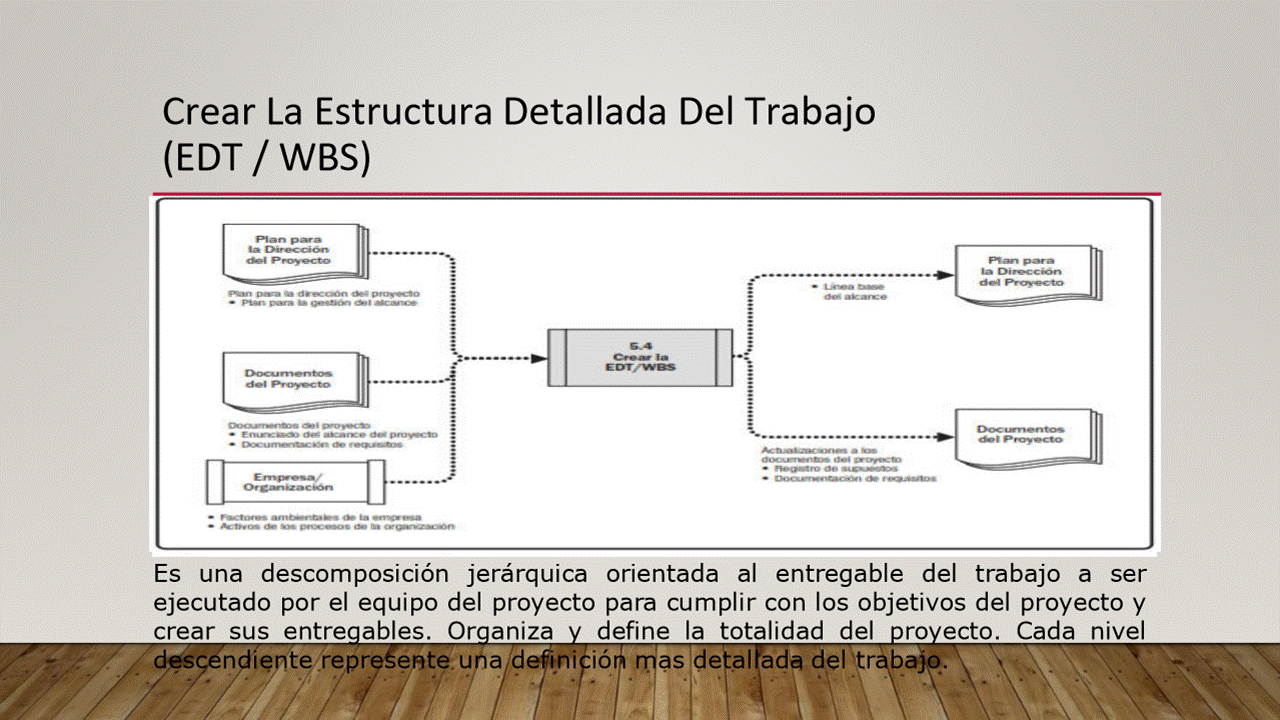 Crear La Estructura Detallada Del Trabajo
(EDT / WBS)
Plan para
la Dirección
del Proyecto
Plan para la dirección del proyecto
• Plan para la gestión del alcance
Documentos
del Proyecto
Documentos del proyecto
• Enunciado del alcance del proyecto
• Documentación de requisitos
Empresa/
Organización
• Factores ambientales de la empresa
• Activos de los procesos de la organización
5.4
Crear la
EDT/WBS
• Línea base
del alcance
Plan para
la Dirección
del Proyecto
Actualizaciones a los
documentos del proyecto
• Registro de supuestos
• Documentación de requisitos
Documentos
del Proyecto
Es una descomposición jerárquica orientada al entregable del trabajo a ser
ejecutado por el equipo del proyecto para cumplir con los objetivos del proyecto y
crear sus entregables. Organiza y define la totalidad del proyecto. Cada nivel
descendiente represente una definición mas detallada del trabajo.